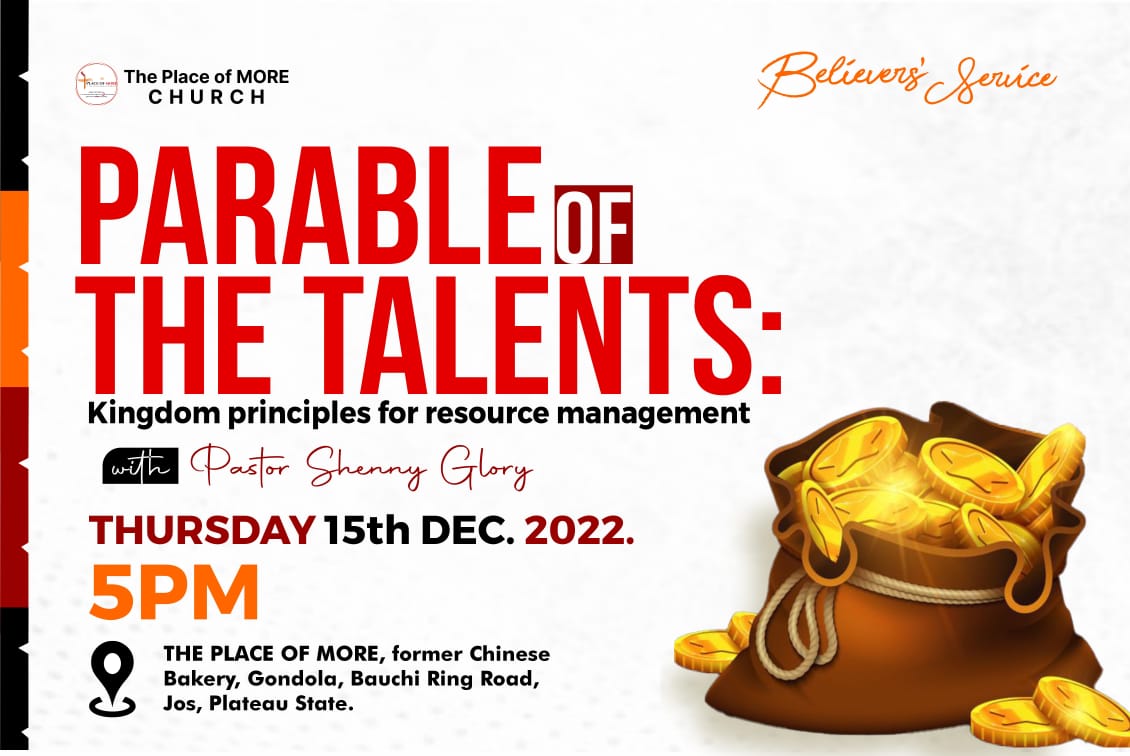 The Place of MORE
CHURCH
Believers' Service
PARABLE OF
THE TALENTS:
Kingdom principles for resource management
with Pastor Shenny Glory
THURSDAY 15th DEC. 2022.
5PM
THE PLACE OF MORE, former Chinese
Bakery, Gondola, Bauchi Ring Road,
Jos, Plateau State.